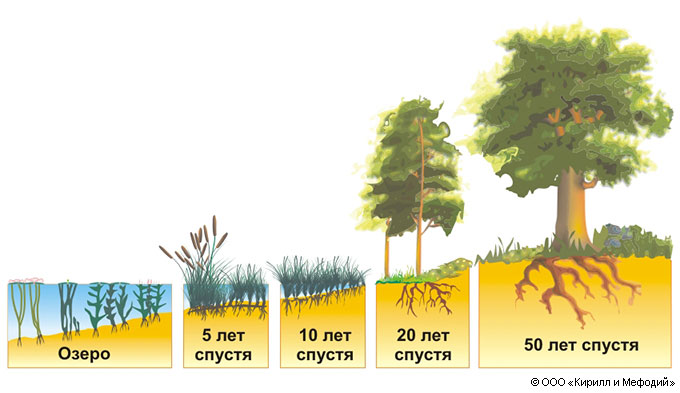 Озеро
5 лет
спустя
10 лет
спустя
20 лет
спустя
50 лет спустя
© ООО «Кирилл и Мефодий»